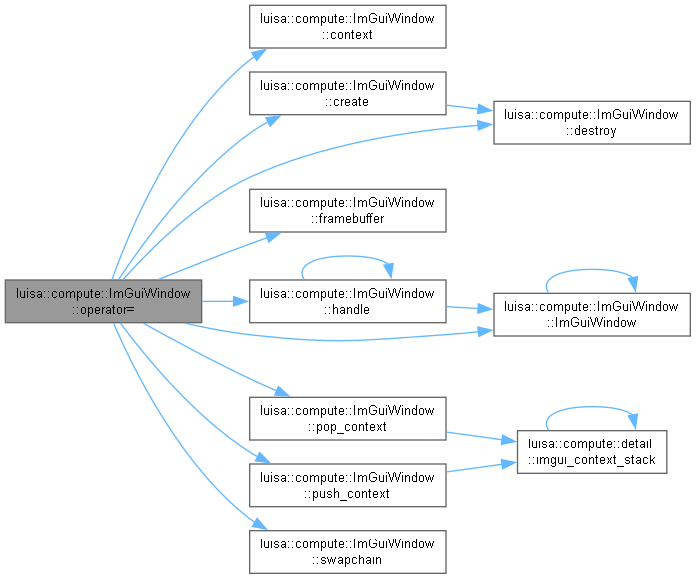 luisa::compute::ImGuiWindow
::context
luisa::compute::ImGuiWindow
::create
luisa::compute::ImGuiWindow
::destroy
luisa::compute::ImGuiWindow
::framebuffer
luisa::compute::ImGuiWindow
::operator=
luisa::compute::ImGuiWindow
::handle
luisa::compute::ImGuiWindow
::ImGuiWindow
luisa::compute::ImGuiWindow
::pop_context
luisa::compute::detail
::imgui_context_stack
luisa::compute::ImGuiWindow
::push_context
luisa::compute::ImGuiWindow
::swapchain